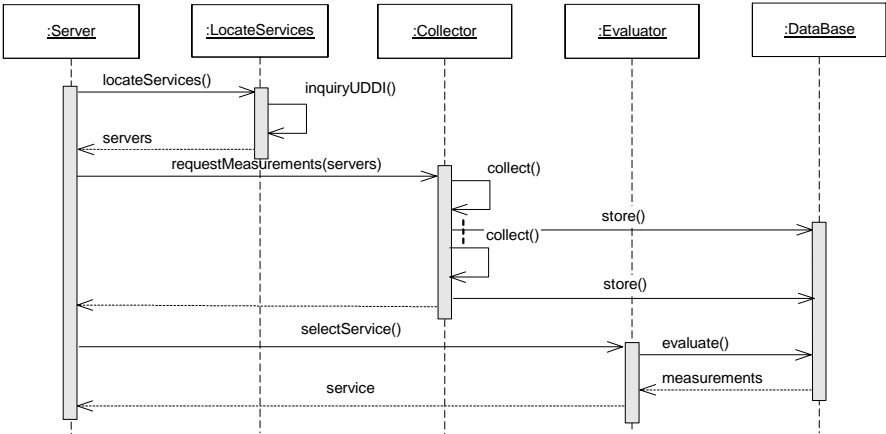 :Server
:LocateServices
:Collector
:Evaluator
:DataBase
locateServices()
inquiryUDDI()
servers
requestMeasurements(servers)
collect()
store()
collect()
store()
selectService()
evaluate()
measurements
service